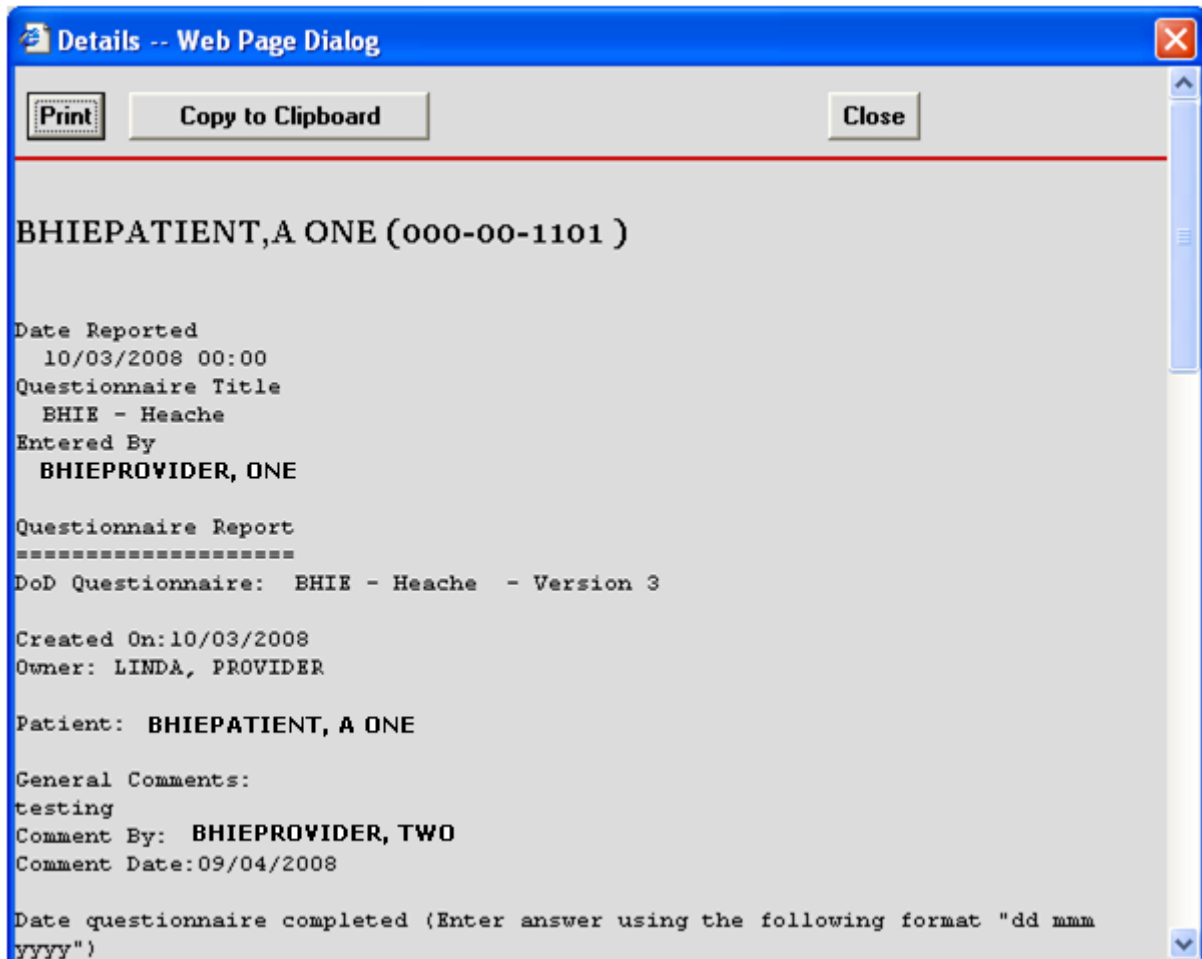 Details -- Web Page Dialog
Print Copy to Clipboard Close
BHIEPATIENT,A ONE (000-00-1101 )
Date Reported
10/03/2008 00:00
Questionnaire Title
BHIE - Heache
Entered By
BHIEPROVIDER, ONE
Questionnaire Report
=====================
DoD Questionnaire:  BHIE - Heache  - Version 3
Created On:10/03/2008
Owner: LINDA, PROVIDER
Patient: BHIEPATIENT, A ONE
General Comments:
testing
Comment By: BHIEPROVIDER, TWO
Comment Date:09/04/2008
Date questionnaire completed (Enter answer using the following format "dd mmm
yyyy")